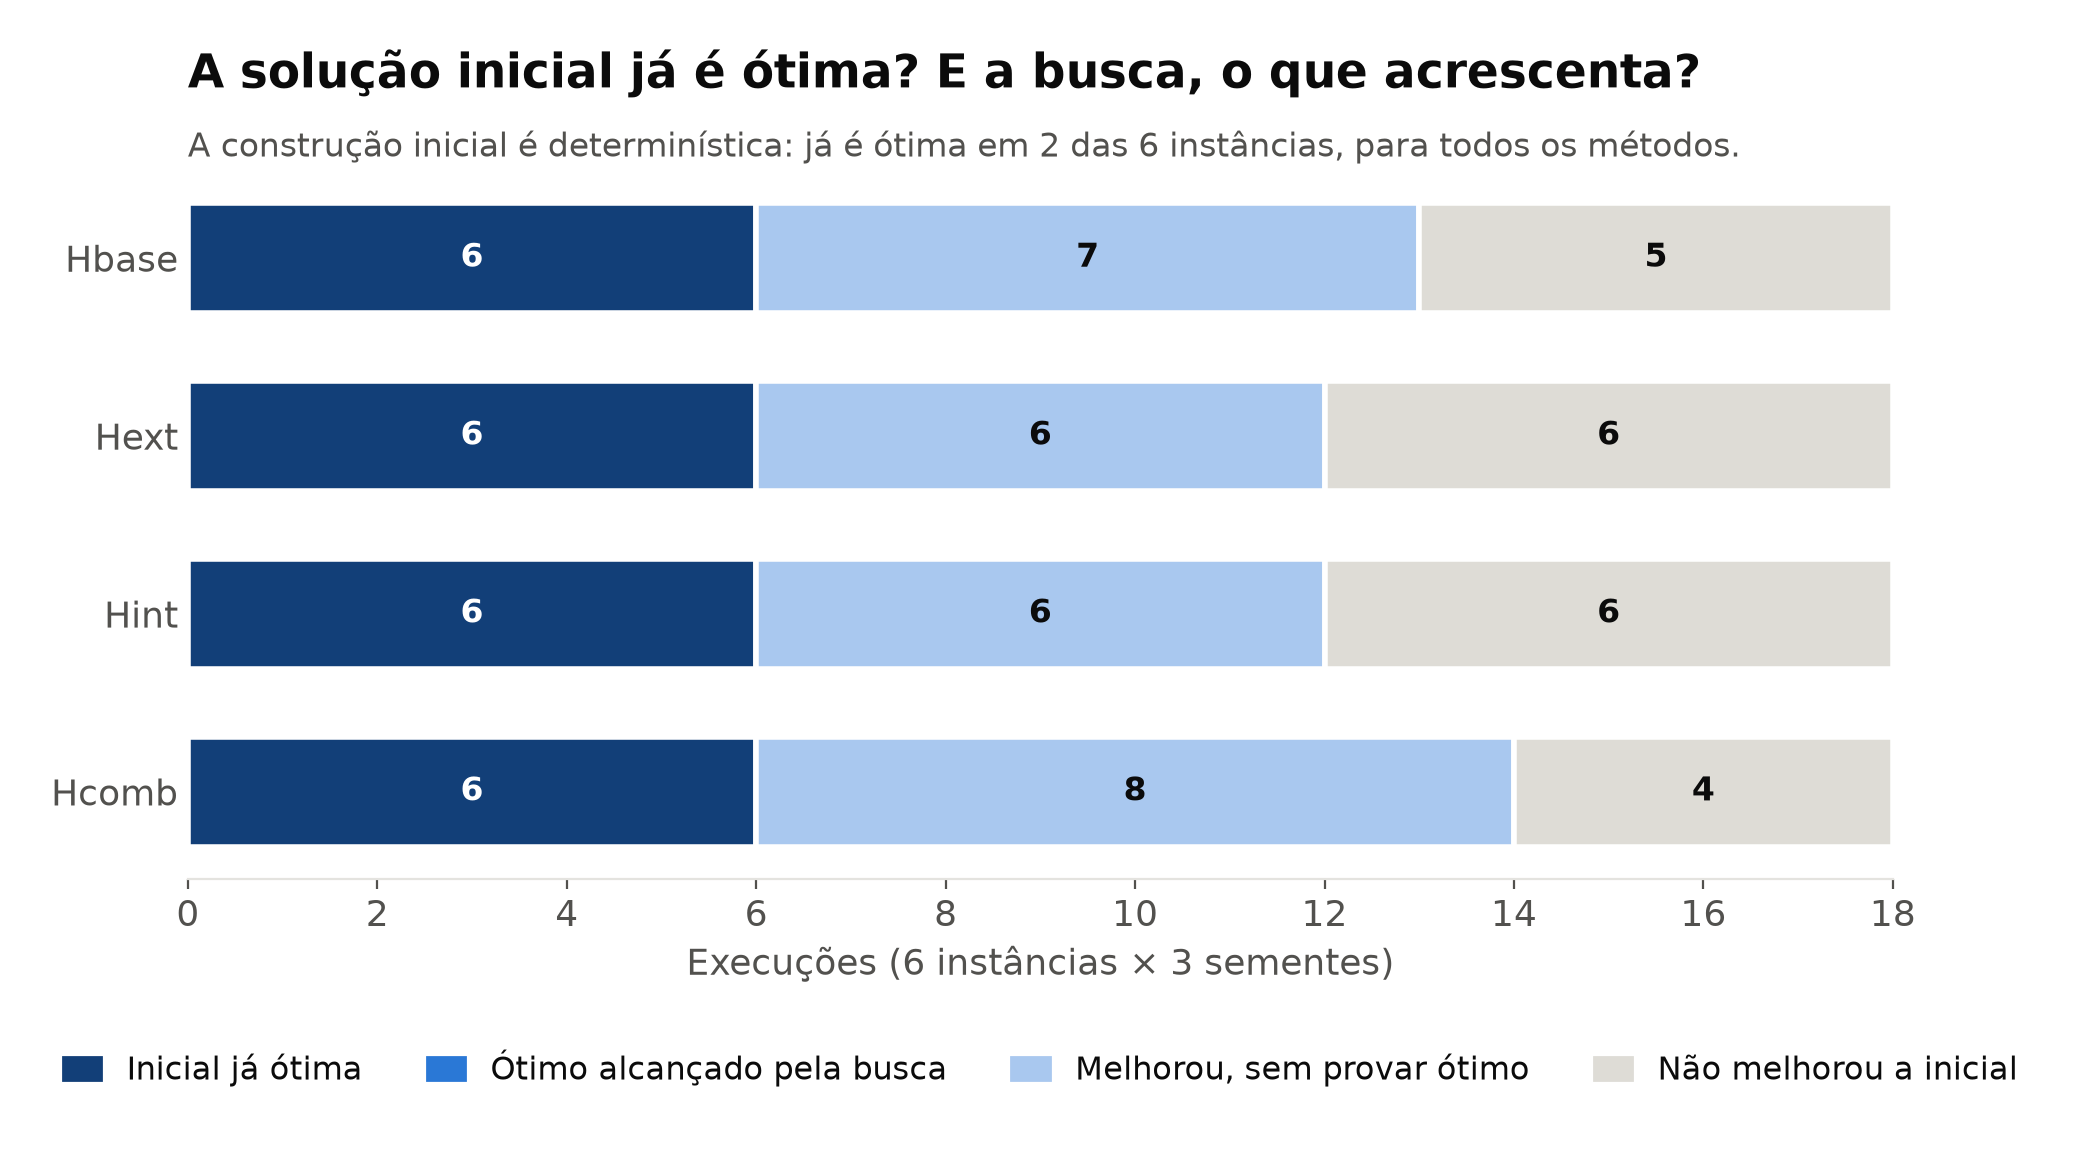 A solução inicial já é ótima? E a busca, o que acrescenta?
A construção inicial é determinística: já é ótima em 2 das 6 instâncias, para todos os métodos.
Hbase 6 7 5
Hext 6 6 6
Hint 6 6 6
Hcomb 6 8 4
0 2 4 6 8 10 12 14 16 18
Execuções (6 instâncias × 3 sementes)
Inicial já ótima Ótimo alcançado pela busca Melhorou, sem provar ótimo Não melhorou a inicial